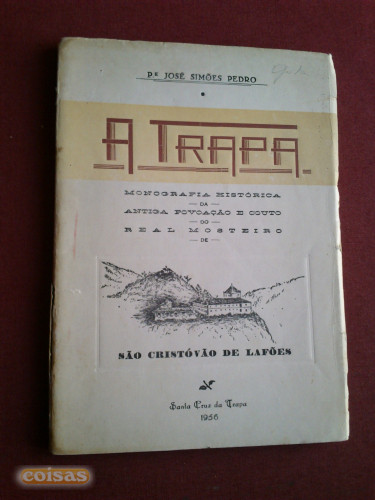 Pe JOSÉ SIMÕES PEDRO
A TRAPA
MONOGRAFIA HISTÓRICA
DA
ANTIGA POVOAÇÃO E COUTO
DO
REAL MOSTEIRO
DE
SÃO CRISTÓVÃO DE LAFÕES
Santa Cruz da Trapa
1956
coisas